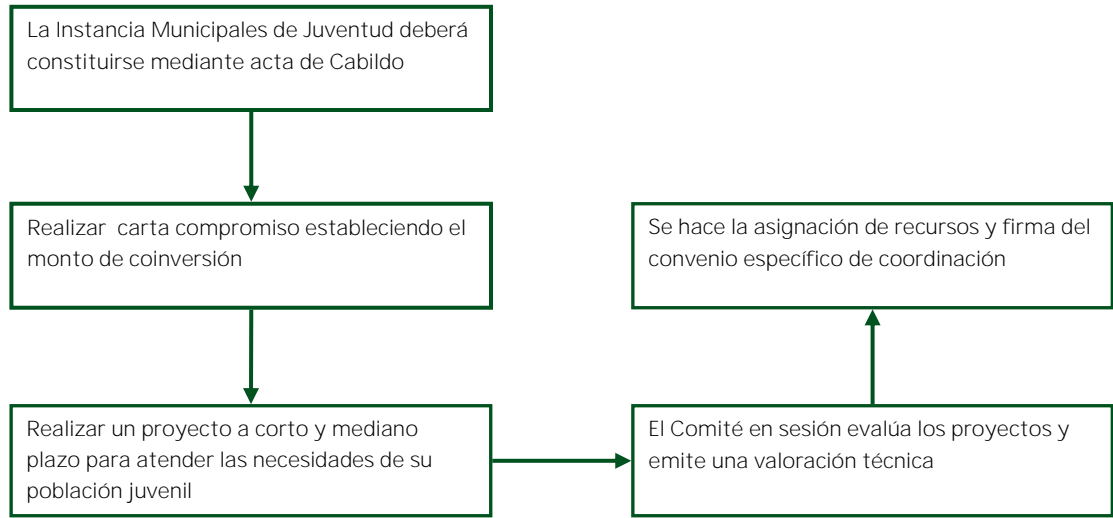 La Instancia Municipales de Juventud deberá
constituirse mediante acta de Cabildo
Realizar carta compromiso estableciendo el
monto de coinversión
Realizar un proyecto a corto y mediano
plazo para atender las necesidades de su
población juvenil
El Comité en sesión evalúa los proyectos y
emite una valoración técnica
Se hace la asignación de recursos y firma del
convenio específico de coordinación